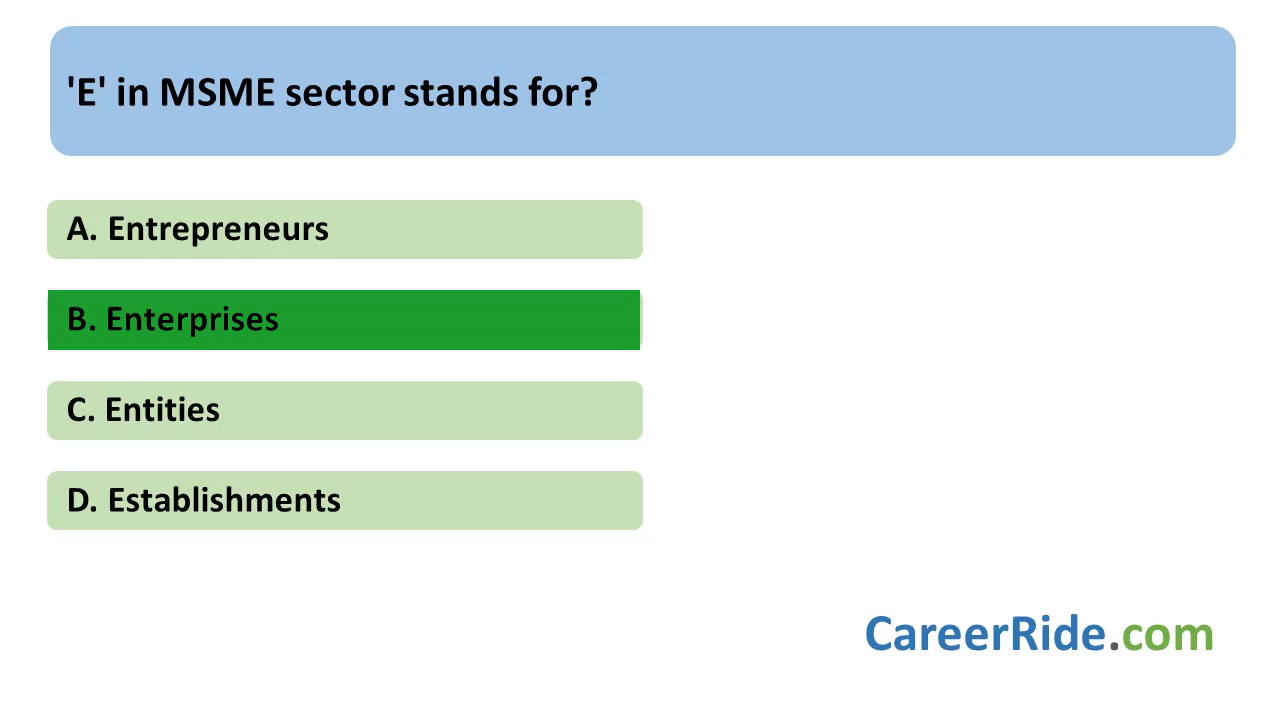 'E' in MSME sector stands for?
A. Entrepreneurs
B. Enterprises
C. Entities
D. Establishments
CareerRide.com